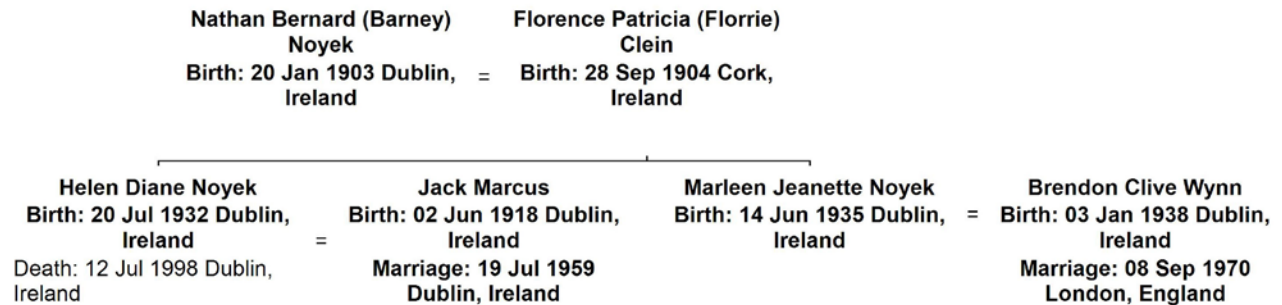 Nathan Bernard (Barney)
Noyek
Birth: 20 Jan 1903 Dublin,
Ireland
=
Florence Patricia (Florrie)
Clein
Birth: 28 Sep 1904 Cork,
Ireland
Helen Diane Noyek
Birth: 20 Jul 1932 Dublin,
Ireland
Death: 12 Jul 1998 Dublin,
Ireland
=
Jack Marcus
Birth: 02 Jun 1918 Dublin,
Ireland
Marriage: 19 Jul 1959
Dublin, Ireland
Marleen Jeanette Noyek
Birth: 14 Jun 1935 Dublin,
Ireland
=
Brendon Clive Wynn
Birth: 03 Jan 1938 Dublin,
Ireland
Marriage: 08 Sep 1970
London, England